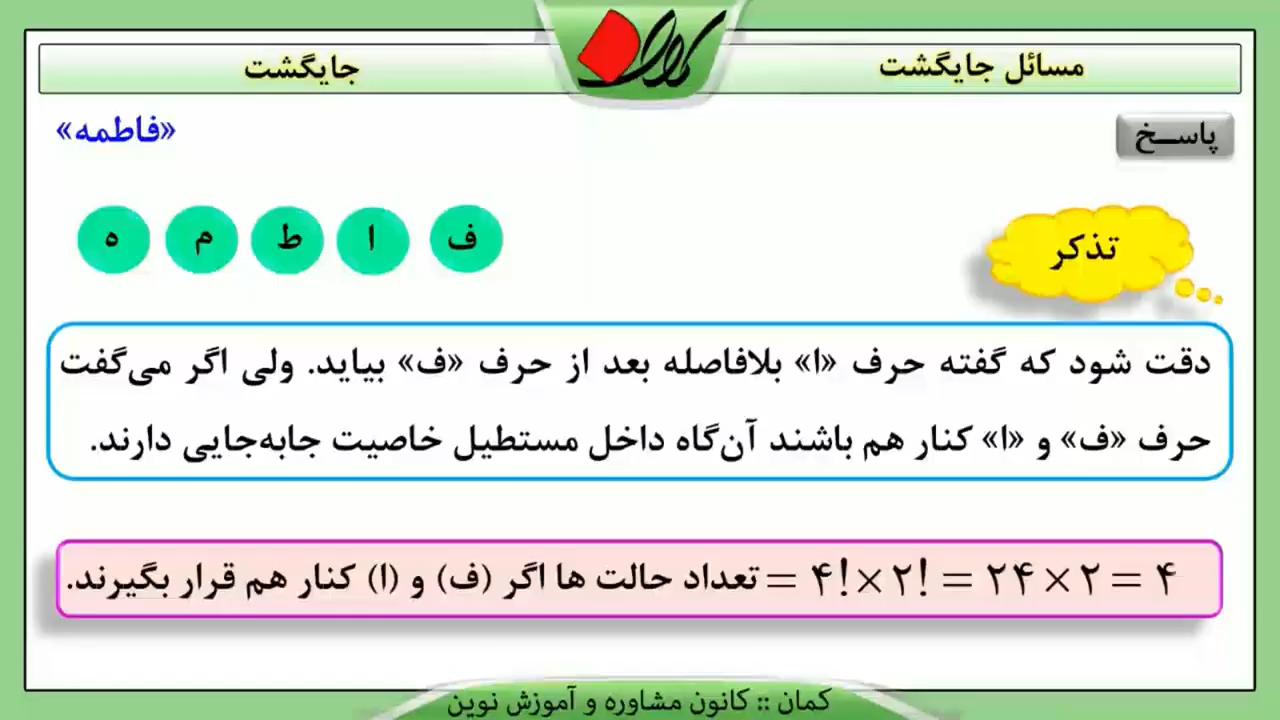 مسائل جایگشت
جایگشت
پاسـخ
«فاطمه»
ف ا ط م ه
تذکر
دقت شود که گفته حرف «ا» بلافاصله بعد از حرف «ف» بیاید. ولی اگر می‌گفت
حرف «ف» و «ا» کنار هم باشند آن‌گاه داخل مستطیل خاصیت جابه‌جایی دارند.
تعداد حالت ها اگر (ف) و (ا) کنار هم قرار بگیرند. = ۴!×۲! = ۲۴×۲ = ۴
کمان :: کانون مشاوره و آموزش نوین